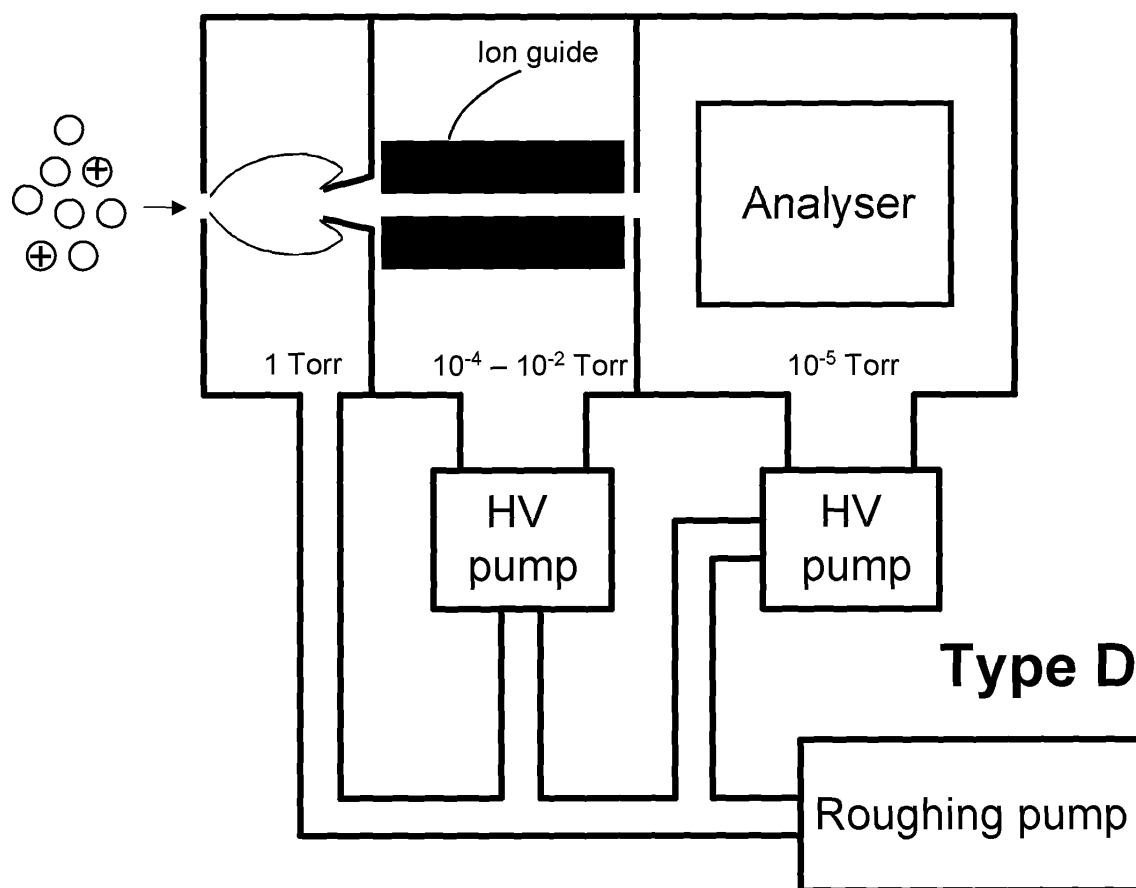 Ion guide
Analyser
1 Torr
10⁻⁴ – 10⁻² Torr
10⁻⁵ Torr
HV
pump
HV
pump
Type D
Roughing pump